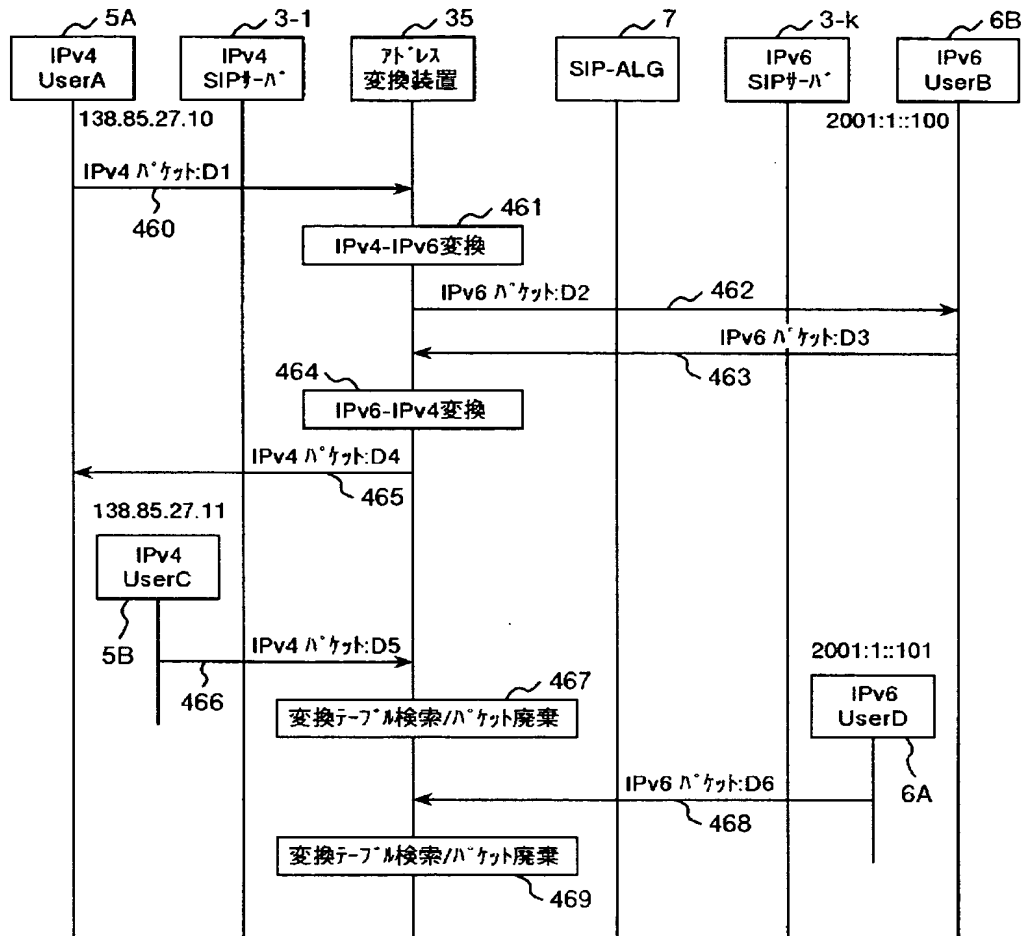 5A
3-1
35
7
3-k
6B
IPv4
UserA
IPv4
SIPサーバ
アドレス
変換装置
SIP-ALG
IPv6
SIPサーバ
IPv6
UserB
138.85.27.10
2001:1::100
IPv4 パケット:D1
460
461
IPv4-IPv6変換
IPv6 パケット:D2
462
IPv6 パケット:D3
463
464
IPv6-IPv4変換
IPv4 パケット:D4
465
138.85.27.11
IPv4
UserC
5B
IPv4 パケット:D5
466
2001:1::101
467
変換テーブル検索/パケット廃棄
IPv6
UserD
6A
IPv6 パケット:D6
468
変換テーブル検索/パケット廃棄
469